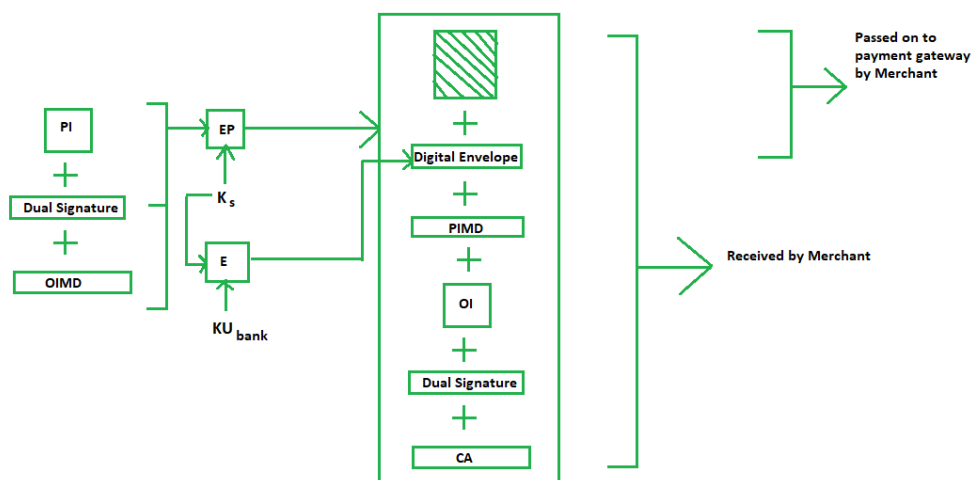 PI
Dual Signature
OIMD
EP
K s
E
KU bank
Digital Envelope
PIMD
OI
Dual Signature
CA
Passed on to
payment gateway
by Merchant
Received by Merchant